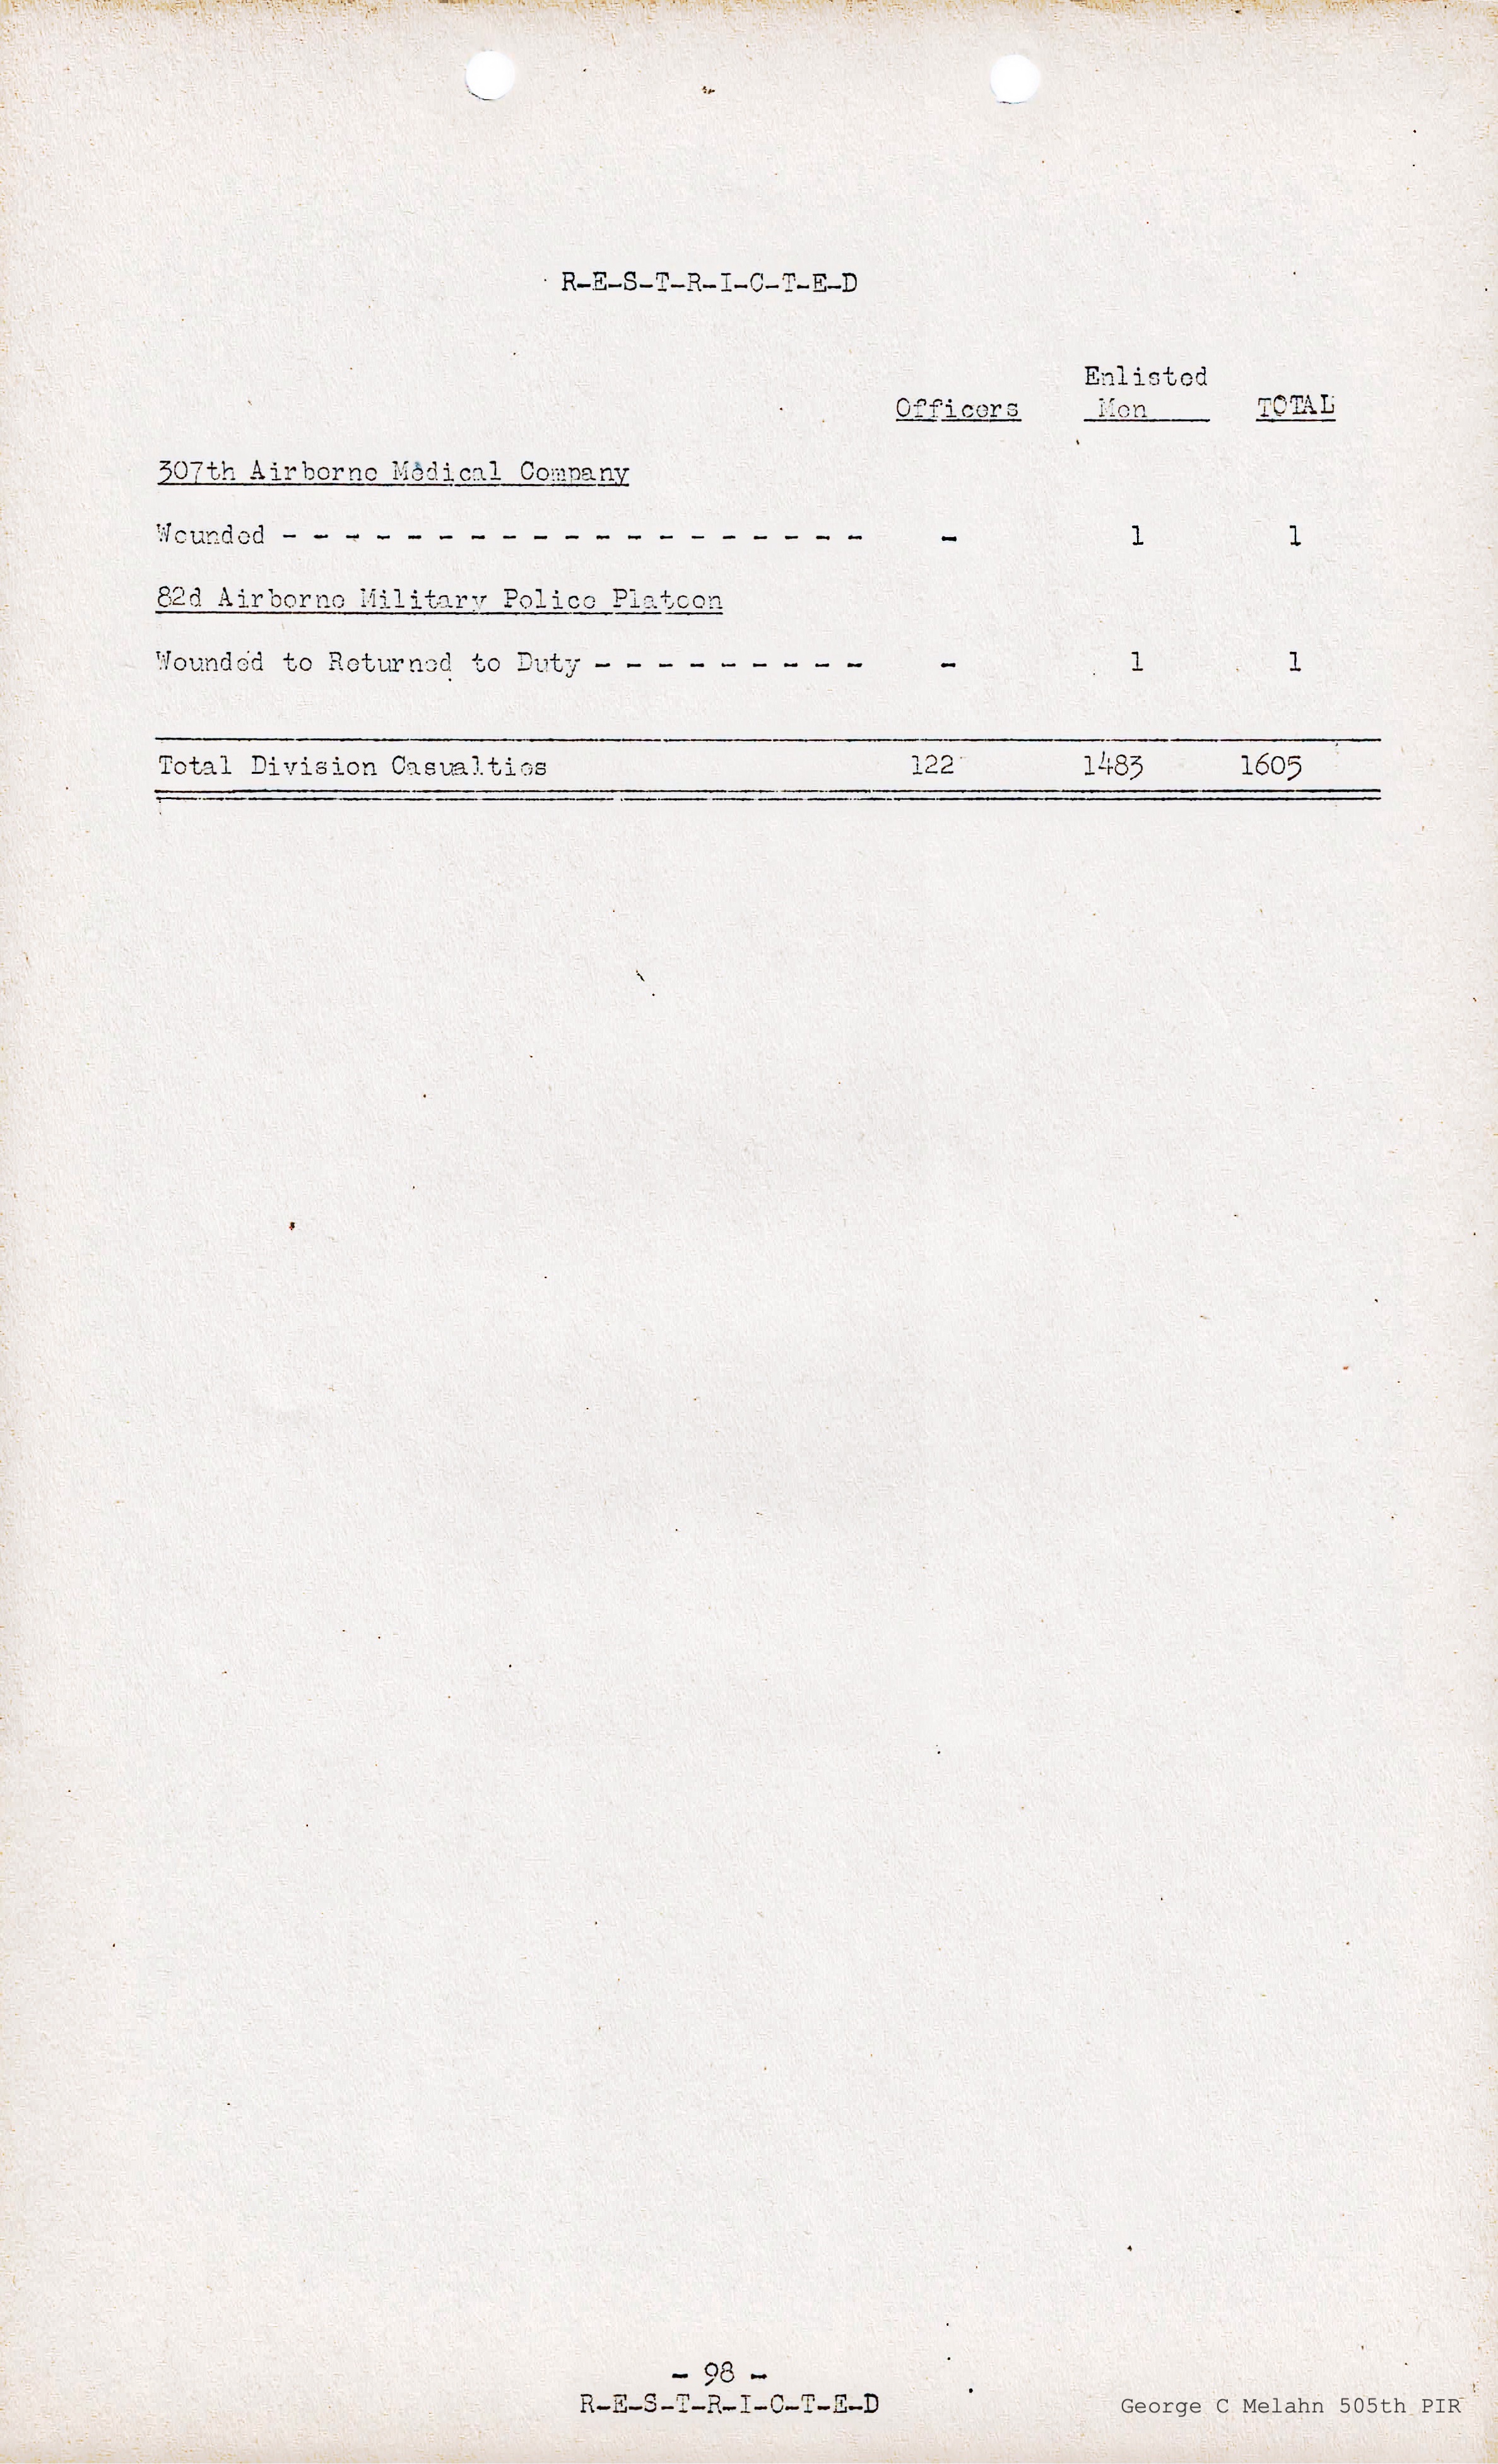 R-E-S-T-R-I-C-T-E-D
Enlisted
Officers Men TOTAL
307th Airborne Medical Company
Wounded - - - - - - - - - - - - - - - - - - - - 1 1
82d Airborne Military Police Platoon
Wounded to Returned to Duty - - - - - - - - - - 1 1
Total Division Casualties 122 1483 1605
- 98 -
R-E-S-T-R-I-C-T-E-D
George C Melahn 505th PIR